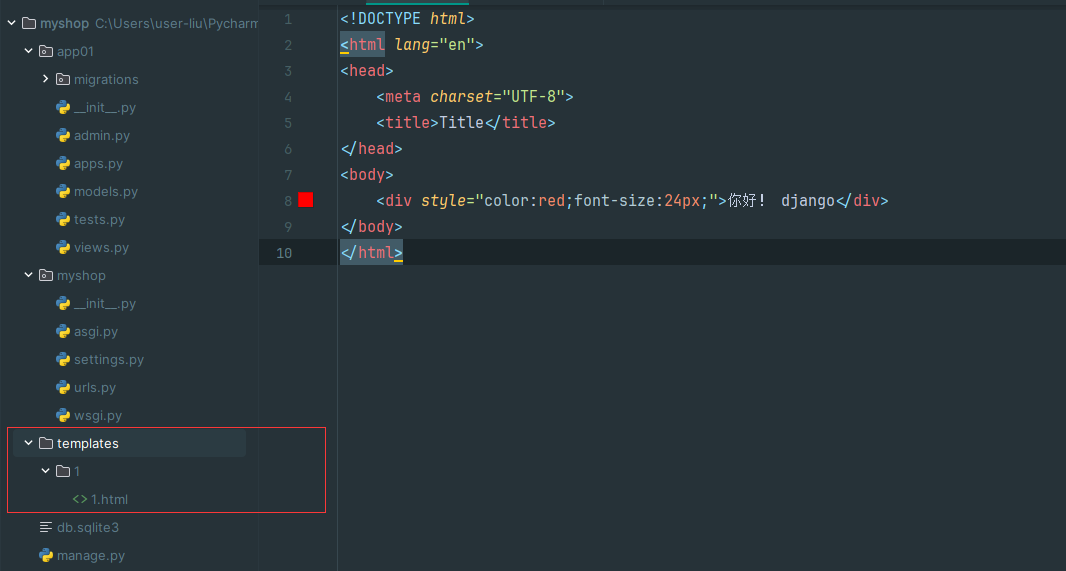 myshop C:\Users\user-liu\Pycharm
app01
migrations
__init__.py
admin.py
apps.py
models.py
tests.py
views.py
myshop
__init__.py
asgi.py
settings.py
urls.py
wsgi.py
templates
1
1.html
db.sqlite3
manage.py
1 <!DOCTYPE html>
2 <html lang="en">
3 <head>
4     <meta charset="UTF-8">
5     <title>Title</title>
6 </head>
7 <body>
8     <div style="color:red;font-size:24px;">你好! django</div>
9 </body>
10 </html>